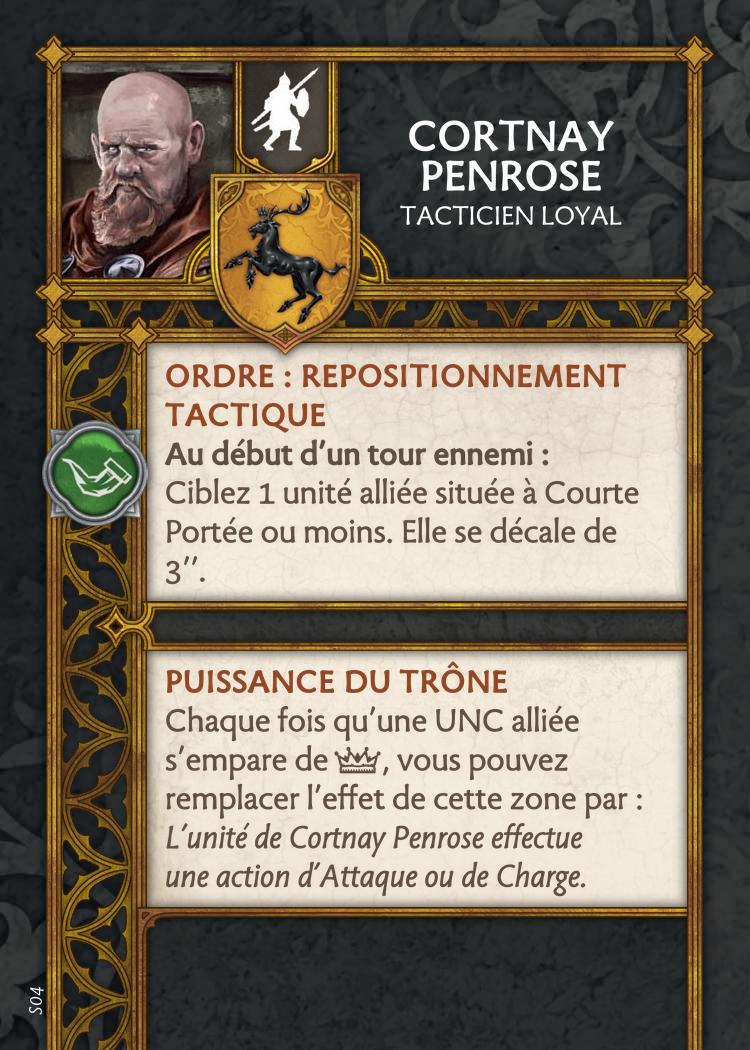 CORTNAY
PENROSE
TACTICIEN LOYAL
ORDRE : REPOSITIONNEMENT
TACTIQUE
Au début d’un tour ennemi :
Ciblez 1 unité alliée située à Courte
Portée ou moins. Elle se décale de
3’’.
PUISSANCE DU TRÔNE
Chaque fois qu’une UNC alliée
s’empare de , vous pouvez
remplacer l’effet de cette zone par :
L’unité de Cortnay Penrose effectue
une action d’Attaque ou de Charge.
S04